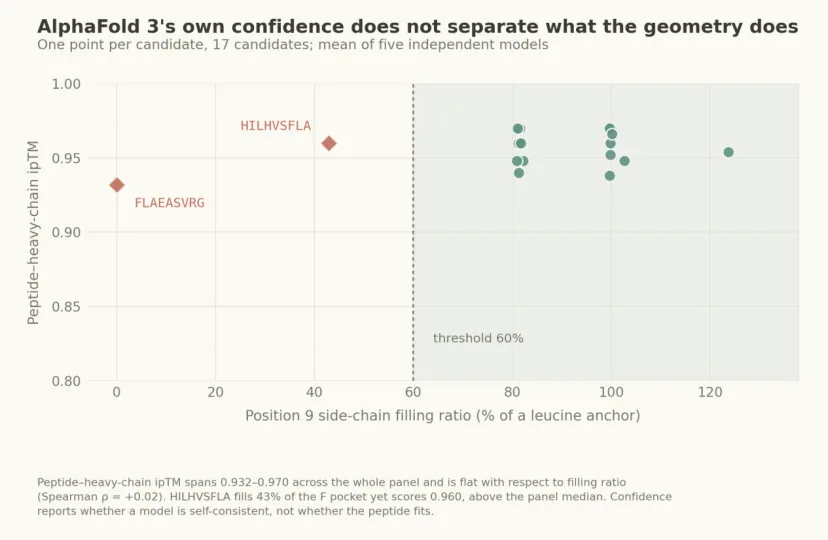 AlphaFold 3's own confidence does not separate what the geometry does
One point per candidate, 17 candidates; mean of five independent models
1.00
HILHVSFLA
0.95
FLAEASVRG
0.90
Peptide–heavy-chain ipTM
0.85
threshold 60%
0.80
0 20 40 60 80 100 120
Position 9 side-chain filling ratio (% of a leucine anchor)
Peptide–heavy-chain ipTM spans 0.932–0.970 across the whole panel and is flat with respect to filling ratio
(Spearman ρ = +0.02). HILHVSFLA fills 43% of the F pocket yet scores 0.960, above the panel median. Confidence
reports whether a model is self-consistent, not whether the peptide fits.